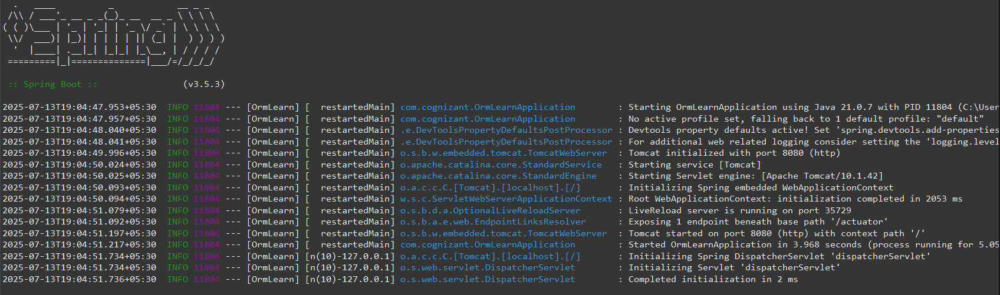 .   ____          _            __ _ _
 /\\ / ___'_ __ _ _(_)_ __  __ _ \ \ \ \
( ( )\___ | '_ | '_| | '_ \/ _` | \ \ \ \
 \\/  ___)| |_)| | | | | || (_| |  ) ) ) )
  '  |____| .__|_| |_|_| |_\__, | / / / /
 =========|_|==============|___/=/_/_/_/

 :: Spring Boot ::                (v3.5.3)

2025-07-13T19:04:47.953+05:30  INFO 11804 --- [OrmLearn] [  restartedMain] com.cognizant.OrmLearnApplication        : Starting OrmLearnApplication using Java 21.0.7 with PID 11804 (C:\User
2025-07-13T19:04:47.957+05:30  INFO 11804 --- [OrmLearn] [  restartedMain] com.cognizant.OrmLearnApplication        : No active profile set, falling back to 1 default profile: "default"
2025-07-13T19:04:48.040+05:30  INFO 11804 --- [OrmLearn] [  restartedMain] .e.DevToolsPropertyDefaultsPostProcessor : Devtools property defaults active! Set 'spring.devtools.add-properties
2025-07-13T19:04:48.041+05:30  INFO 11804 --- [OrmLearn] [  restartedMain] .e.DevToolsPropertyDefaultsPostProcessor : For additional web related logging consider setting the 'logging.level
2025-07-13T19:04:49.996+05:30  INFO 11804 --- [OrmLearn] [  restartedMain] o.s.b.w.embedded.tomcat.TomcatWebServer  : Tomcat initialized with port 8080 (http)
2025-07-13T19:04:50.024+05:30  INFO 11804 --- [OrmLearn] [  restartedMain] o.apache.catalina.core.StandardService   : Starting service [Tomcat]
2025-07-13T19:04:50.025+05:30  INFO 11804 --- [OrmLearn] [  restartedMain] o.apache.catalina.core.StandardEngine    : Starting Servlet engine: [Apache Tomcat/10.1.42]
2025-07-13T19:04:50.093+05:30  INFO 11804 --- [OrmLearn] [  restartedMain] o.a.c.c.C.[Tomcat].[localhost].[/]       : Initializing Spring embedded WebApplicationContext
2025-07-13T19:04:50.094+05:30  INFO 11804 --- [OrmLearn] [  restartedMain] w.s.c.ServletWebServerApplicationContext : Root WebApplicationContext: initialization completed in 2053 ms
2025-07-13T19:04:51.079+05:30  INFO 11804 --- [OrmLearn] [  restartedMain] o.s.b.d.a.OptionalLiveReloadServer       : LiveReload server is running on port 35729
2025-07-13T19:04:51.092+05:30  INFO 11804 --- [OrmLearn] [  restartedMain] o.s.b.a.e.web.EndpointLinksResolver      : Exposing 1 endpoint beneath base path '/actuator'
2025-07-13T19:04:51.197+05:30  INFO 11804 --- [OrmLearn] [  restartedMain] o.s.b.w.embedded.tomcat.TomcatWebServer  : Tomcat started on port 8080 (http) with context path '/'
2025-07-13T19:04:51.217+05:30  INFO 11804 --- [OrmLearn] [  restartedMain] com.cognizant.OrmLearnApplication        : Started OrmLearnApplication in 3.968 seconds (process running for 5.05
2025-07-13T19:04:51.734+05:30  INFO 11804 --- [OrmLearn] [n(10)-127.0.0.1] o.a.c.c.C.[Tomcat].[localhost].[/]       : Initializing Spring DispatcherServlet 'dispatcherServlet'
2025-07-13T19:04:51.734+05:30  INFO 11804 --- [OrmLearn] [n(10)-127.0.0.1] o.s.web.servlet.DispatcherServlet        : Initializing Servlet 'dispatcherServlet'
2025-07-13T19:04:51.736+05:30  INFO 11804 --- [OrmLearn] [n(10)-127.0.0.1] o.s.web.servlet.DispatcherServlet        : Completed initialization in 2 ms